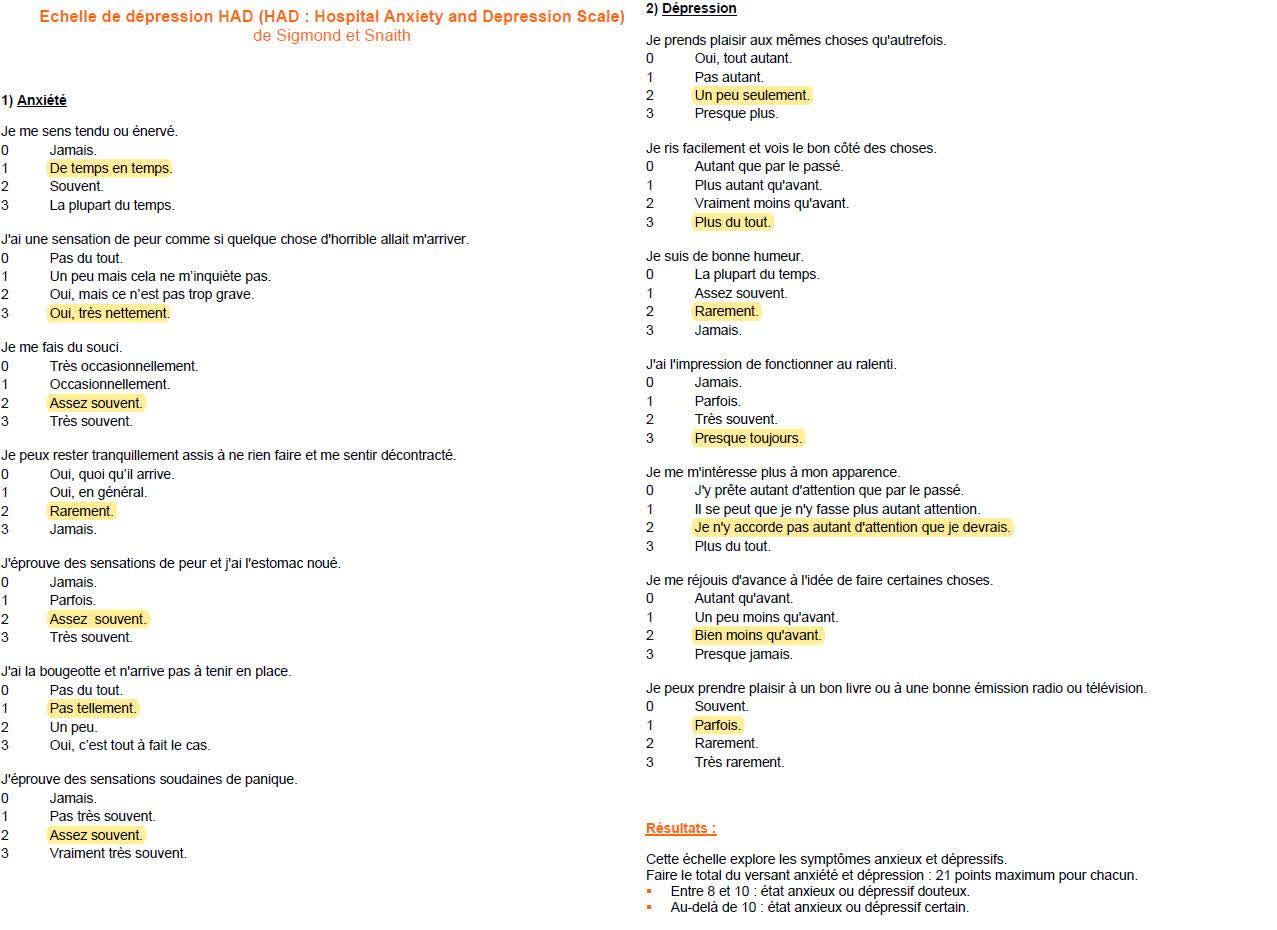 Echelle de dépression HAD (HAD : Hospital Anxiety and Depression Scale)
de Sigmond et Snaith
1) Anxiété
Je me sens tendu ou énervé.
0 Jamais.
1 De temps en temps.
2 Souvent.
3 La plupart du temps.
J'ai une sensation de peur comme si quelque chose d'horrible allait m'arriver.
0 Pas du tout.
1 Un peu mais cela ne m’inquiète pas.
2 Oui, mais ce n’est pas trop grave.
3 Oui, très nettement.
Je me fais du souci.
0 Très occasionnellement.
1 Occasionnellement.
2 Assez souvent.
3 Très souvent.
Je peux rester tranquillement assis à ne rien faire et me sentir décontracté.
0 Oui, quoi qu’il arrive.
1 Oui, en général.
2 Rarement.
3 Jamais.
J'éprouve des sensations de peur et j'ai l'estomac noué.
0 Jamais.
1 Parfois.
2 Assez  souvent.
3 Très souvent.
J'ai la bougeotte et n'arrive pas à tenir en place.
0 Pas du tout.
1 Pas tellement.
2 Un peu.
3 Oui, c’est tout à fait le cas.
J'éprouve des sensations soudaines de panique.
0 Jamais.
1 Pas très souvent.
2 Assez souvent.
3 Vraiment très souvent.
2) Dépression
Je prends plaisir aux mêmes choses qu'autrefois.
0 Oui, tout autant.
1 Pas autant.
2 Un peu seulement.
3 Presque plus.
Je ris facilement et vois le bon côté des choses.
0 Autant que par le passé.
1 Plus autant qu'avant.
2 Vraiment moins qu'avant.
3 Plus du tout.
Je suis de bonne humeur.
0 La plupart du temps.
1 Assez souvent.
2 Rarement.
3 Jamais.
J'ai l'impression de fonctionner au ralenti.
0 Jamais.
1 Parfois.
2 Très souvent.
3 Presque toujours.
Je me m'intéresse plus à mon apparence.
0 J'y prête autant d'attention que par le passé.
1 Il se peut que je n'y fasse plus autant attention.
2 Je n'y accorde pas autant d'attention que je devrais.
3 Plus du tout.
Je me réjouis d'avance à l'idée de faire certaines choses.
0 Autant qu'avant.
1 Un peu moins qu'avant.
2 Bien moins qu'avant.
3 Presque jamais.
Je peux prendre plaisir à un bon livre ou à une bonne émission radio ou télévision.
0 Souvent.
1 Parfois.
2 Rarement.
3 Très rarement.
Résultats :
Cette échelle explore les symptômes anxieux et dépressifs.
Faire le total du versant anxiété et dépression : 21 points maximum pour chacun.
▪ Entre 8 et 10 : état anxieux ou dépressif douteux.
▪ Au-delà de 10 : état anxieux ou dépressif certain.